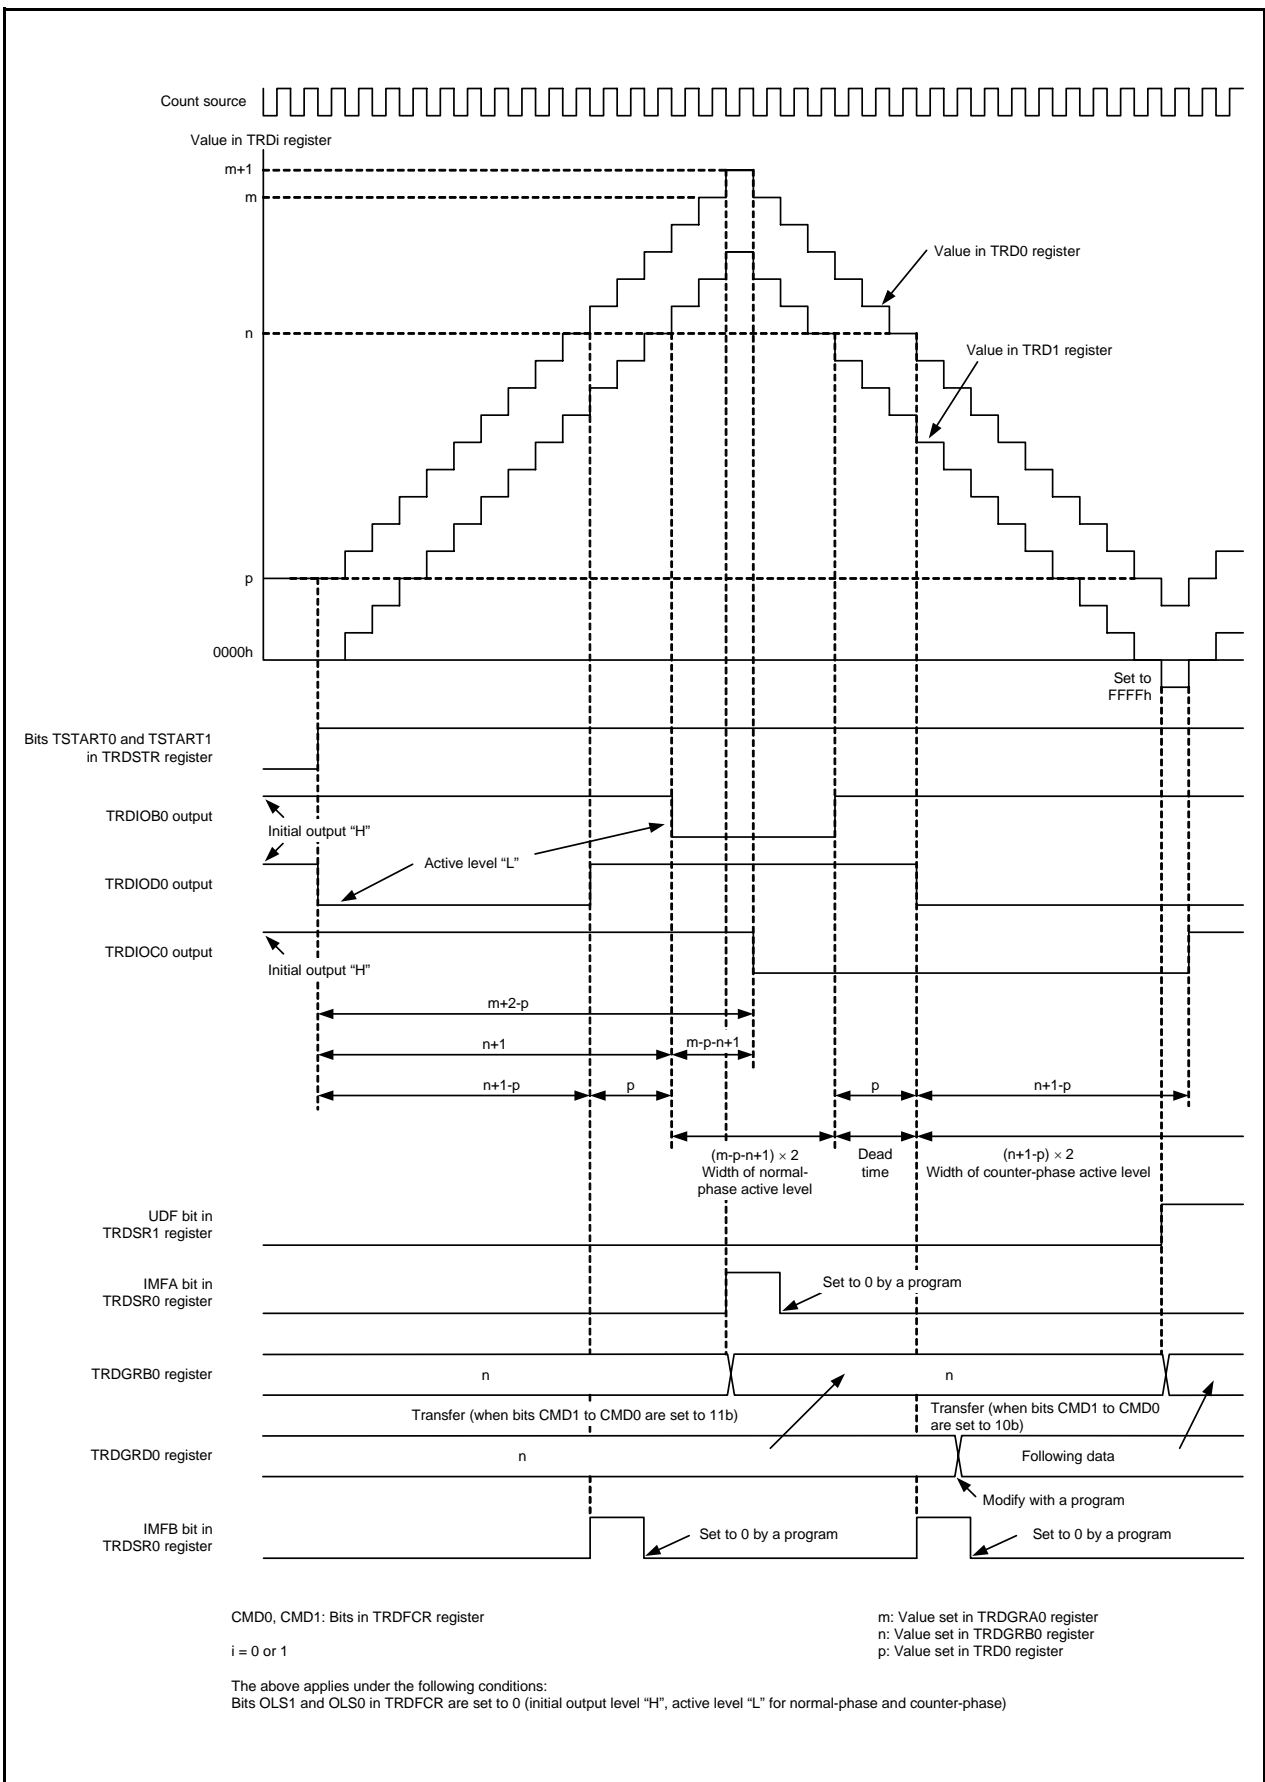 Count source
Value in TRDi register
m+1
m
Value in TRD0 register
n
Value in TRD1 register
p
0000h
Set to
FFFFh
Bits TSTART0 and TSTART1
in TRDSTR register
TRDIOB0 output
Initial output “H”
Active level “L”
TRDIOD0 output
TRDIOC0 output
Initial output “H”
m+2-p
n+1
m-p-n+1
n+1-p
p
p
n+1-p
(m-p-n+1) × 2
Width of normal-
phase active level
Dead
time
(n+1-p) × 2
Width of counter-phase active level
UDF bit in
TRDSR1 register
IMFA bit in
TRDSR0 register
Set to 0 by a program
TRDGRB0 register
n
n
Transfer (when bits CMD1 to CMD0 are set to 11b)
Transfer (when bits CMD1 to CMD0
are set to 10b)
TRDGRD0 register
n
Following data
Modify with a program
IMFB bit in
TRDSR0 register
Set to 0 by a program
Set to 0 by a program
CMD0, CMD1: Bits in TRDFCR register
i = 0 or 1
m: Value set in TRDGRA0 register
n: Value set in TRDGRB0 register
p: Value set in TRD0 register
The above applies under the following conditions:
Bits OLS1 and OLS0 in TRDFCR are set to 0 (initial output level “H”, active level “L” for normal-phase and counter-phase)